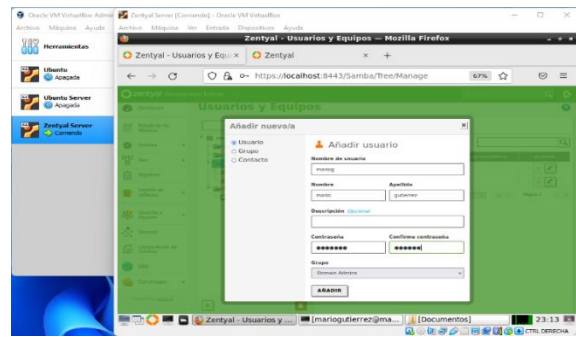 Oracle VM VirtualBox Admi
Zentyal Server [Corriendo] - Oracle VM VirtualBox
Archivo Máquina Ayuda
Archivo Máquina Ver Entrada Dispositivos Ayuda
Zentyal - Usuarios y Equipos — Mozilla Firefox
Herramientas
Zentyal - Usuarios y Equi
Zentyal
Ubuntu
Apagada
https://localhost:8443/Samba/Tree/Manage
67%
Ubuntu Server
Apagada
Zentyal Server
Corriendo
zentyal
Usuarios y Equipos
Añadir nuevo/a
Usuario
Grupo
Contacto
Añadir usuario
Nombre de usuario
mariog
Nombre
Apellido
mario
gutierrez
Descripción Opcional
Contraseña
Confirme contraseña
Grupo
Domain Admins
AÑADIR
Zentyal - Usuarios y ...
[mariogutierrez@ma...
[Documentos]
23:13
CTRL DERECHA